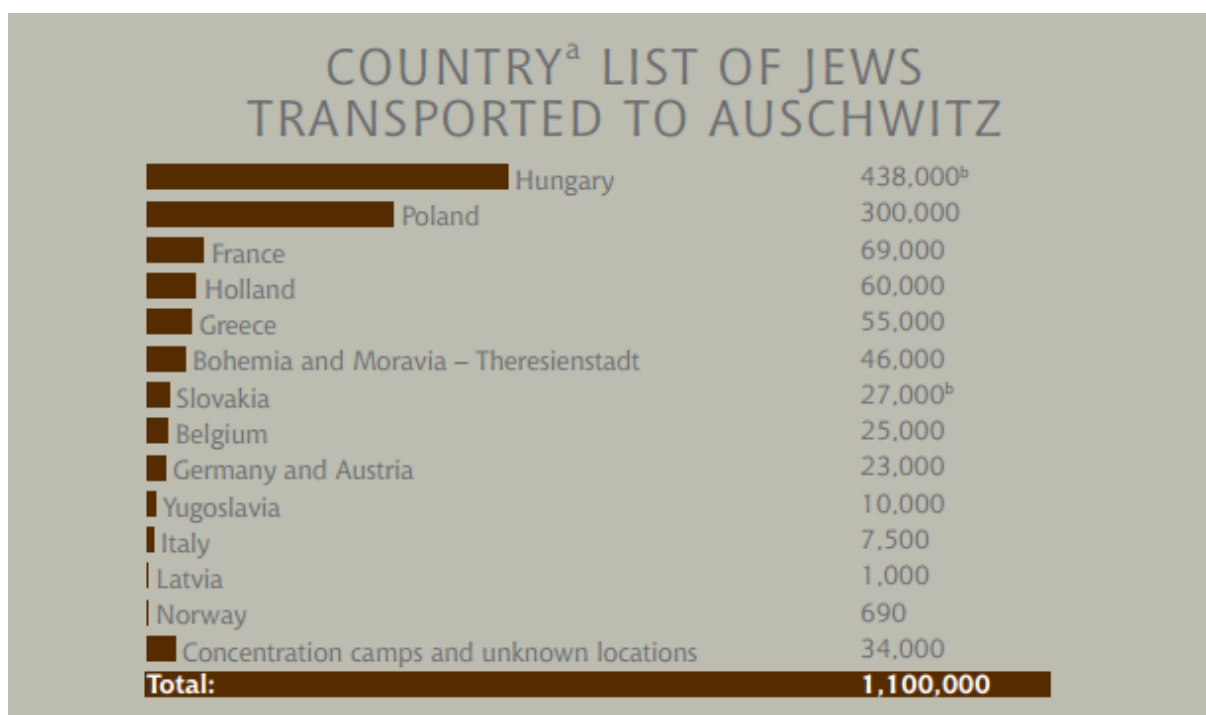 COUNTRYᵃ LIST OF JEWS
TRANSPORTED TO AUSCHWITZ
Hungary 438,000ᵇ
Poland 300,000
France 69,000
Holland 60,000
Greece 55,000
Bohemia and Moravia – Theresienstadt 46,000
Slovakia 27,000ᵇ
Belgium 25,000
Germany and Austria 23,000
Yugoslavia 10,000
Italy 7,500
Latvia 1,000
Norway 690
Concentration camps and unknown locations 34,000
Total: 1,100,000